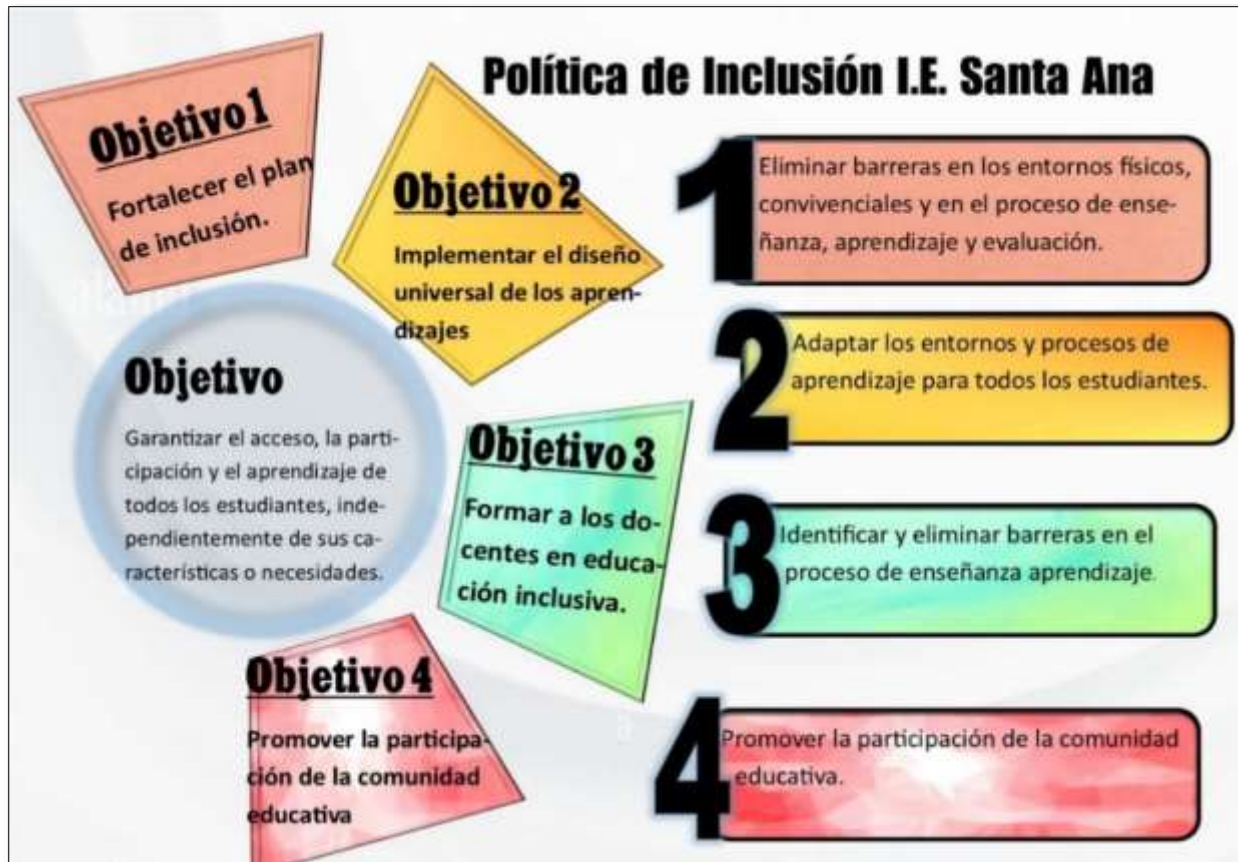 Política de Inclusión I.E. Santa Ana
Objetivo 1
Fortalecer el plan
de inclusión.
Objetivo 2
Implementar el diseño
universal de los apren-
dizajes
Objetivo
Garantizar el acceso, la parti-
cipación y el aprendizaje de
todos los estudiantes, inde-
pendientemente de sus ca-
racterísticas o necesidades.
Objetivo 3
Formar a los do-
centes en educa-
ción inclusiva.
Objetivo 4
Promover la participa-
ción de la comunidad
educativa
1
Eliminar barreras en los entornos físicos,
convivenciales y en el proceso de ense-
ñanza, aprendizaje y evaluación.
2
Adaptar los entornos y procesos de
aprendizaje para todos los estudiantes.
3
Identificar y eliminar barreras en el
proceso de enseñanza aprendizaje.
4
Promover la participación de la comunidad
educativa.